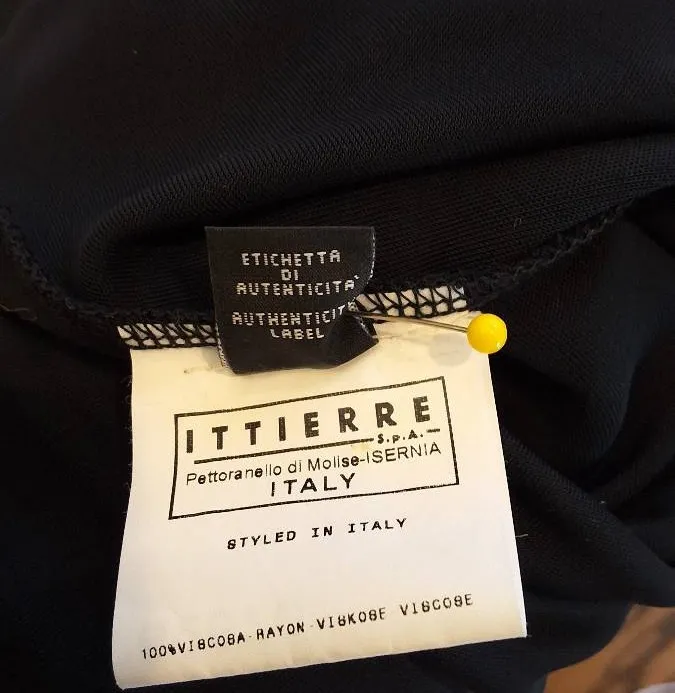 ETICHETTA
DI
AUTENTICITA'
AUTHENTICITY
LABEL
ITTIERRE
S.p.A.
Pettoranello di Molise-ISERNIA
ITALY
STYLED IN ITALY
100%VISCOSA-RAYON-VISKOSE VISCOSE